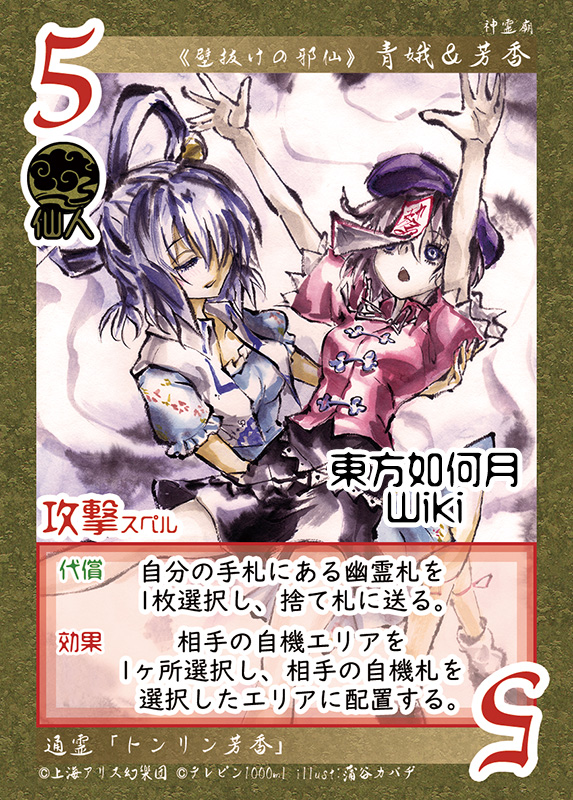 神霊廟
5
《壁抜けの邪仙》 青娥&芳香
仙人
東方如何月
Wiki
攻撃スペル
代償 自分の手札にある幽霊札を
1枚選択し、捨て札に送る。
効果 相手の自機エリアを
1ヶ所選択し、相手の自機札を
選択したエリアに配置する。
5
通霊「トンリン芳香」
©上海アリス幻樂団 ©テレピン1000ml illust:蒲谷カバヂ